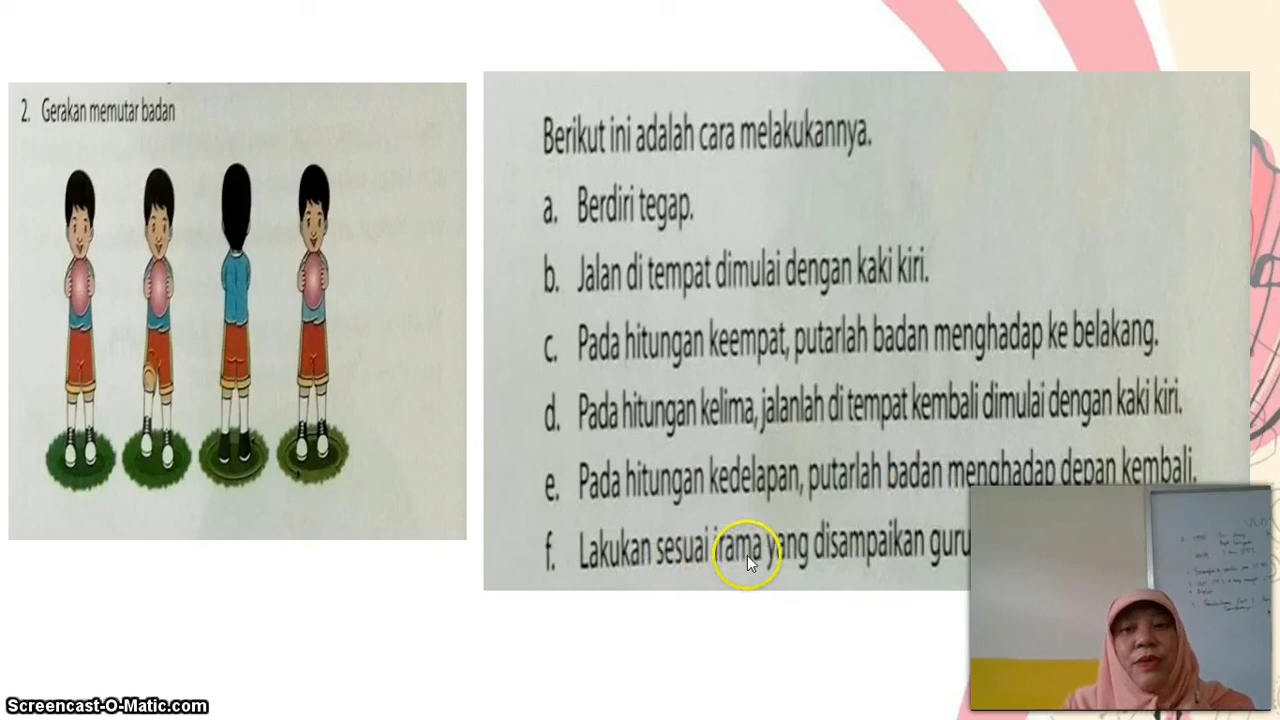 2. Gerakan memutar badan
Berikut ini adalah cara melakukannya.
a. Berdiri tegap.
b. Jalan di tempat dimulai dengan kaki kiri.
c. Pada hitungan keempat, putarlah badan menghadap ke belakang.
d. Pada hitungan kelima, jalanlah di tempat kembali dimulai dengan kaki kiri.
e. Pada hitungan kedelapan, putarlah badan menghadap depan kembali.
f. Lakukan sesuai irama yang disampaikan guru
Screencast-O-Matic.com